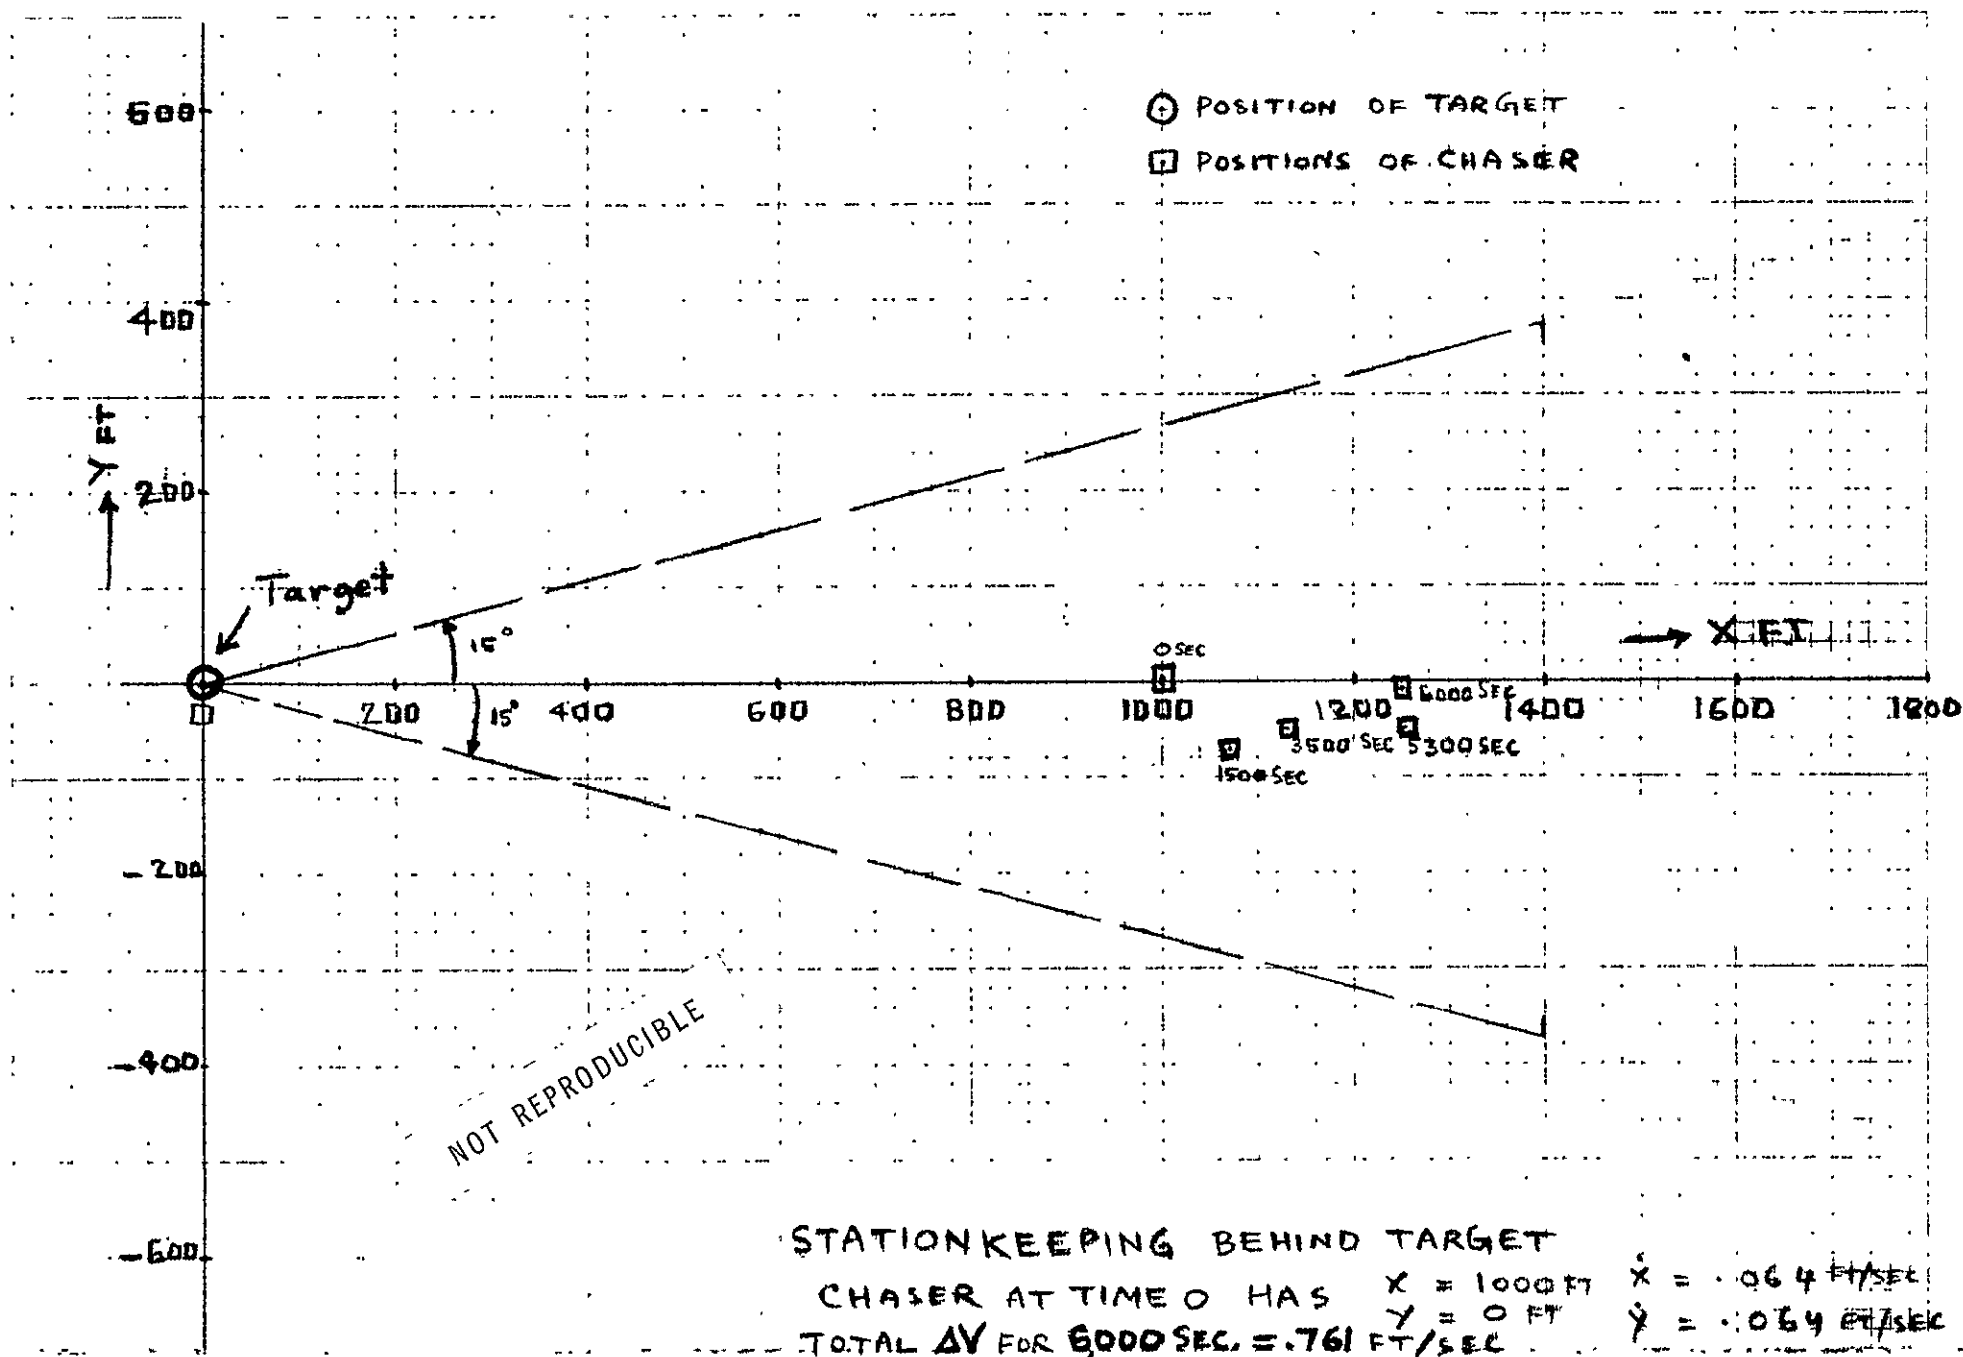 600
⊙ POSITION OF TARGET
⊡ POSITIONS OF CHASER
400
Y FT
200
Target
15°
→ X FT
0 SEC
6000 SEC
200 15° 400 600 800 1000 1200 1400 1600 1800
3500 SEC 5300 SEC
1500 SEC
-200
-400
NOT REPRODUCIBLE
-600
STATIONKEEPING BEHIND TARGET
CHASER AT TIME 0 HAS X = 1000 FT Ẋ = .064 FT/SEC
Y = 0 FT Ẏ = .064 FT/SEC
TOTAL ΔV FOR 6000 SEC. = .761 FT/SEC